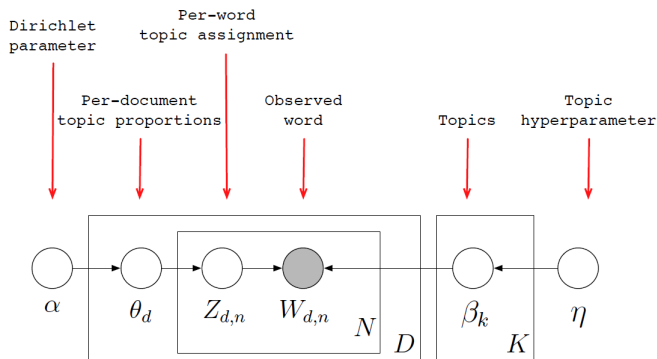 Dirichlet
parameter
Per-word
topic assignment
Per-document
topic proportions
Observed
word
Topics
Topic
hyperparameter
α
θ_d
Z_{d,n}
W_{d,n}
N
D
β_k
K
η